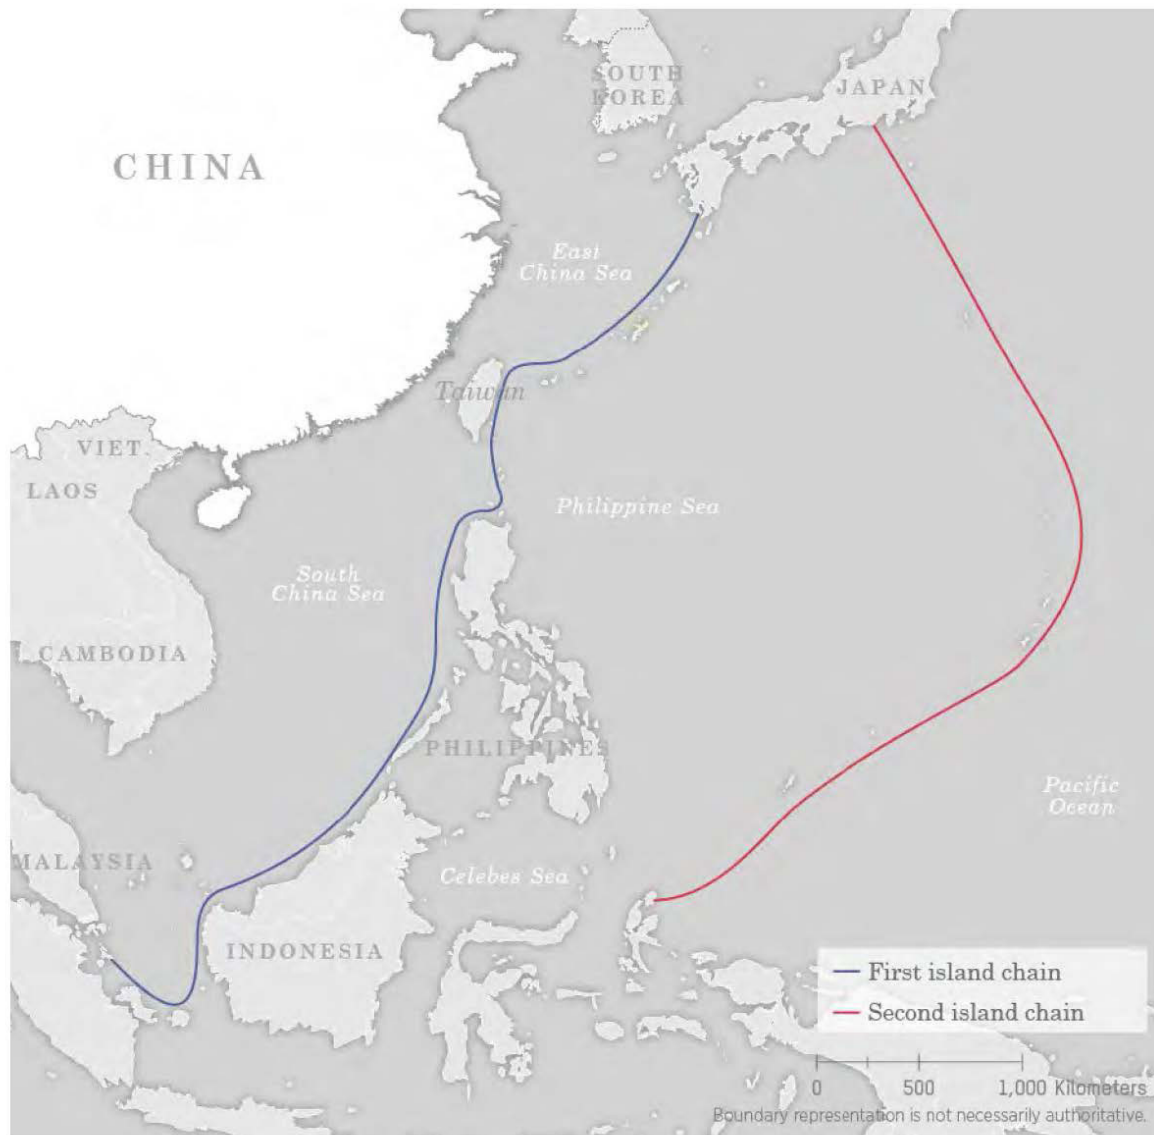 SOUTH
KOREA
JAPAN
CHINA
East
China Sea
Taiwan
VIET.
LAOS
Philippine Sea
South
China Sea
CAMBODIA
PHILIPPINES
Pacific
Ocean
MALAYSIA
Celebes Sea
INDONESIA
First island chain
Second island chain
0 500 1,000 Kilometers
Boundary representation is not necessarily authoritative.